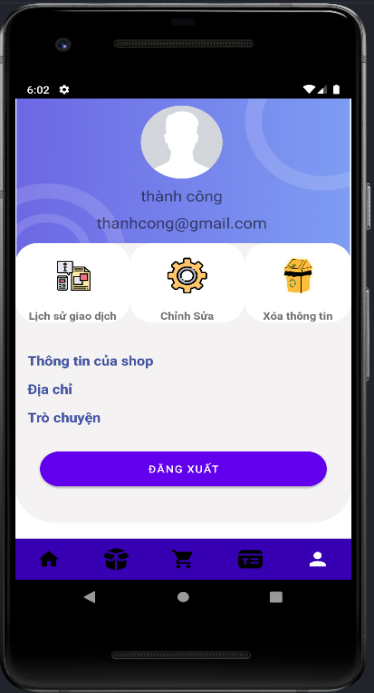 6:02
thành công
thanhcong@gmail.com
Lịch sử giao dịch
Chỉnh Sửa
Xóa thông tin
Thông tin của shop
Địa chỉ
Trò chuyện
ĐĂNG XUẤT